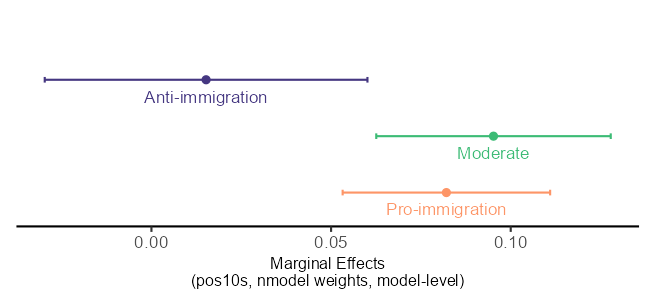 Anti-immigration
Moderate
Pro-immigration
0.00 0.05 0.10
Marginal Effects
(pos10s, nmodel weights, model-level)